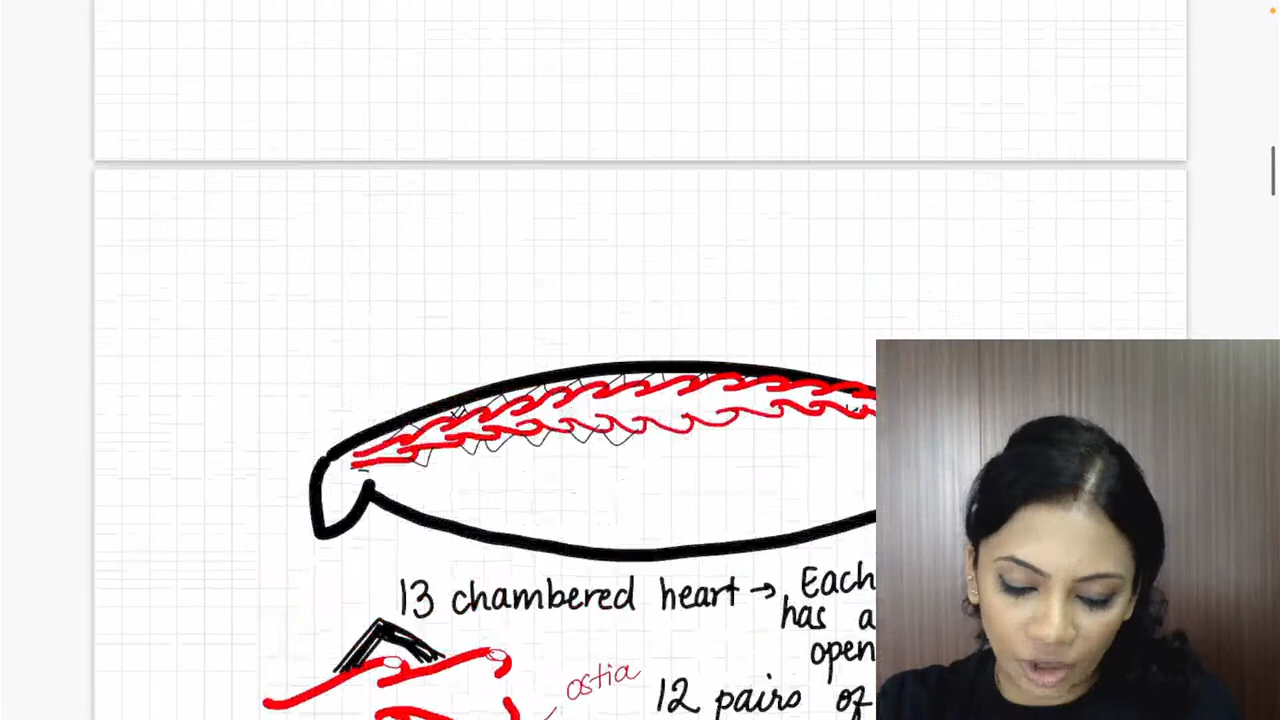 13 chambered heart → Each
has a
open
ostia
12 pairs of